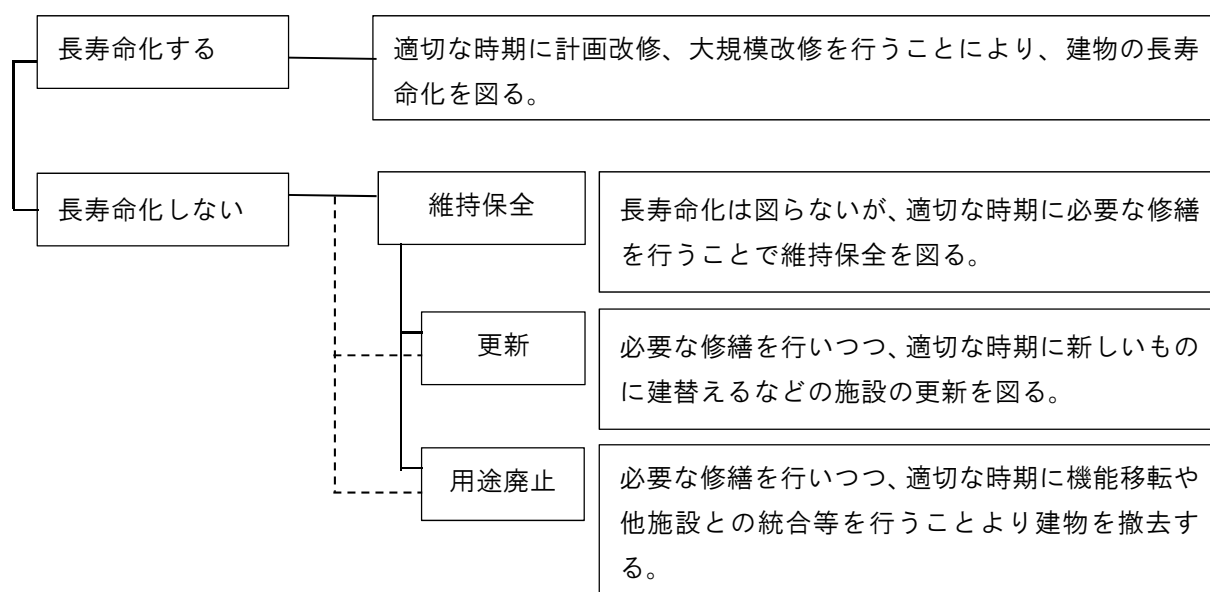 長寿命化する
適切な時期に計画改修、大規模改修を行うことにより、建物の長寿
命化を図る。
長寿命化しない
維持保全
長寿命化は図らないが、適切な時期に必要な修繕
を行うことで維持保全を図る。
更新
必要な修繕を行いつつ、適切な時期に新しいもの
に建替えるなどの施設の更新を図る。
用途廃止
必要な修繕を行いつつ、適切な時期に機能移転や
他施設との統合等を行うことより建物を撤去す
る。